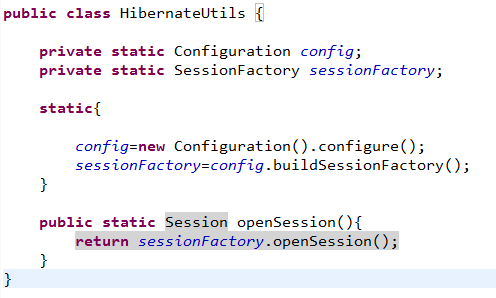 public class HibernateUtils {
private static Configuration config;
private static SessionFactory sessionFactory;
static{
config=new Configuration().configure();
sessionFactory=config.buildSessionFactory();
}
public static Session openSession(){
return sessionFactory.openSession();
}
}